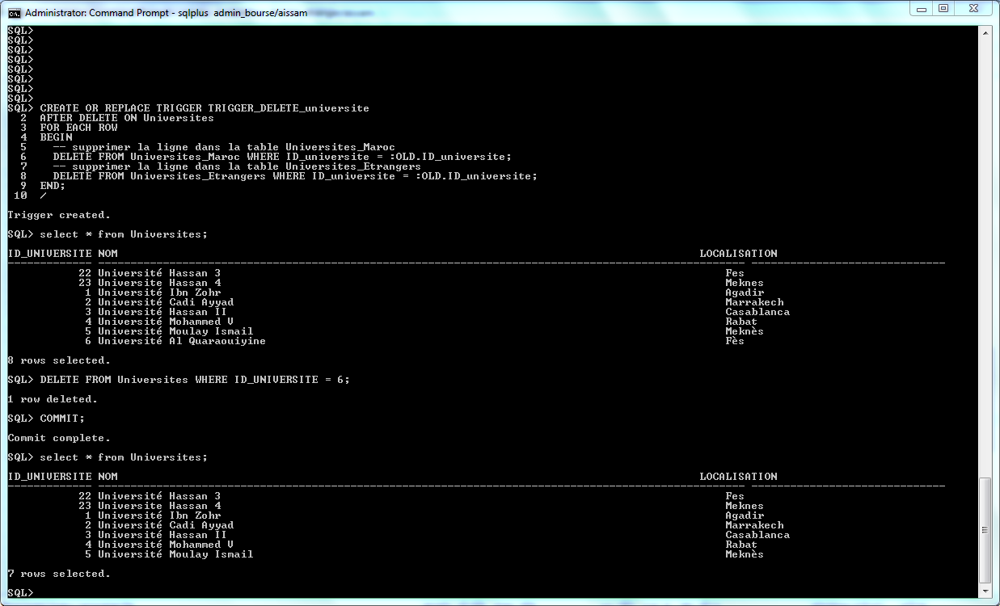 Administrator: Command Prompt - sqlplus admin_bourse/aissam
SQL>
SQL>
SQL>
SQL>
SQL>
SQL>
SQL>
SQL>
SQL> CREATE OR REPLACE TRIGGER TRIGGER_DELETE_universite
2 AFTER DELETE ON Universites
3 FOR EACH ROW
4 BEGIN
5 -- supprimer la ligne dans la table Universites_Maroc
6 DELETE FROM Universites_Maroc WHERE ID_universite = :OLD.ID_universite;
7 -- supprimer la ligne dans la table Universites_Etrangers
8 DELETE FROM Universites_Etrangers WHERE ID_universite = :OLD.ID_universite;
9 END;
10 /
Trigger created.
SQL> select * from Universites;
ID_UNIVERSITE NOM LOCALISATION
22 Université Hassan 3 Fes
23 Universite Hassan 4 Meknes
1 Université Ibn Zohr Agadir
2 Université Cadi Ayyad Marrakech
3 Université Hassan II Casablanca
4 Université Mohammed V Rabat
5 Université Moulay Ismail Meknès
6 Université Al Quaraouiyine Fès
8 rows selected.
SQL> DELETE FROM Universites WHERE ID_UNIVERSITE = 6;
1 row deleted.
SQL> COMMIT;
Commit complete.
SQL> select * from Universites;
ID_UNIVERSITE NOM LOCALISATION
22 Université Hassan 3 Fes
23 Universite Hassan 4 Meknes
1 Université Ibn Zohr Agadir
2 Université Cadi Ayyad Marrakech
3 Université Hassan II Casablanca
4 Université Mohammed V Rabat
5 Université Moulay Ismail Meknès
7 rows selected.
SQL>